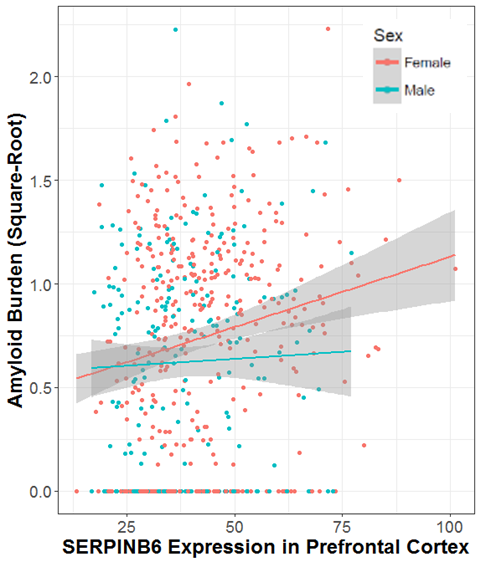 Sex
Female
Male
2.0
1.5
1.0
0.5
0.0
Amyloid Burden (Square-Root)
25 50 75 100
SERPINB6 Expression in Prefrontal Cortex